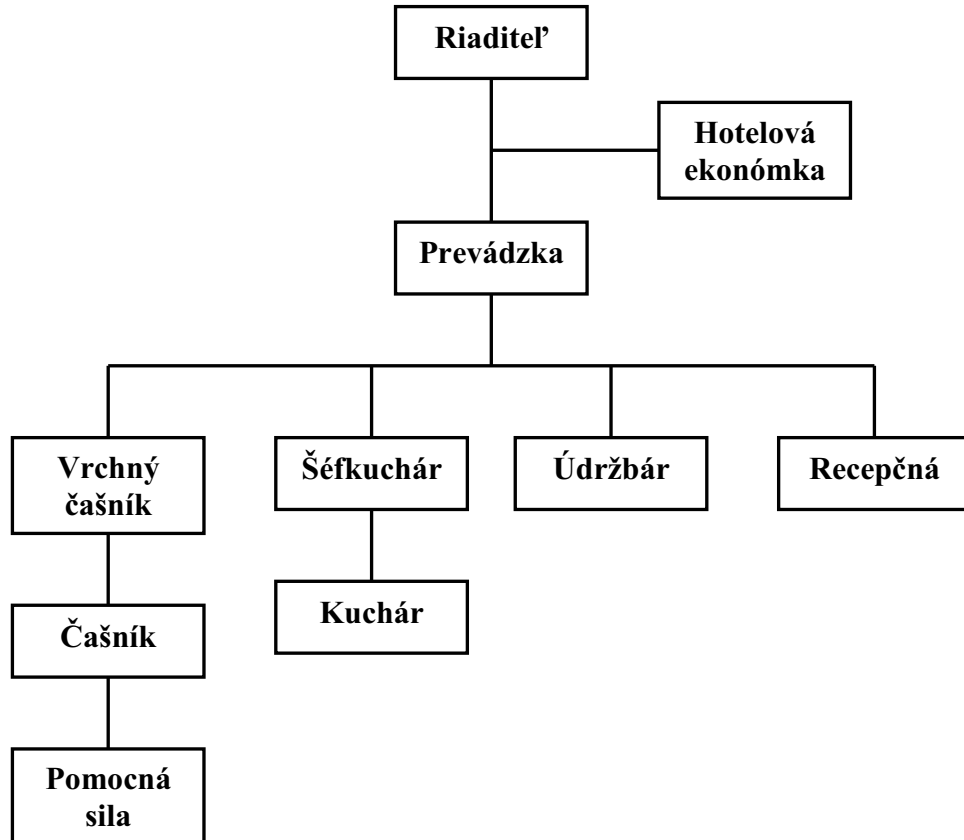 Riaditeľ
Hotelová
ekonómka
Prevádzka
Vrchný
čašník
Šéfkuchár
Údržbár
Recepčná
Čašník
Kuchár
Pomocná
sila